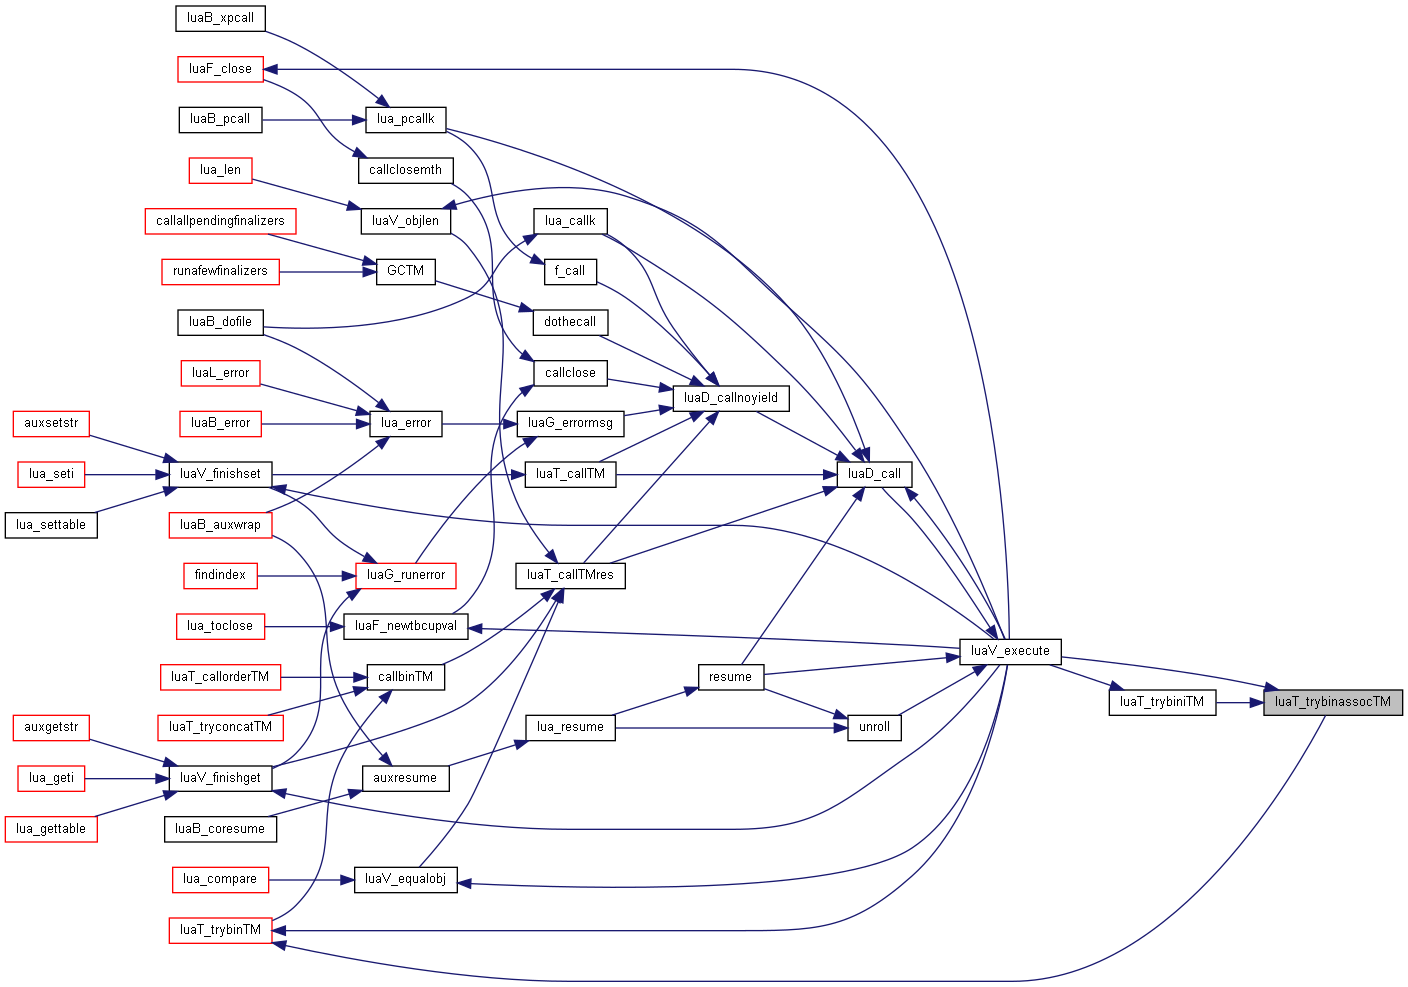 luaB_xpcall
luaF_close
luaB_pcall
lua_pcallk
callclosemth
lua_len
luaV_objlen
lua_callk
callallpendingfinalizers
GCTM
f_call
runafewfinalizers
luaB_dofile
dothecall
luaL_error
callclose
luaD_callnoyield
auxsetstr
luaB_error
lua_error
luaG_errormsg
lua_seti
luaV_finishset
luaT_callTM
luaD_call
lua_settable
luaB_auxwrap
findindex
luaG_runerror
luaT_callTMres
lua_toclose
luaF_newtbcupval
luaV_execute
luaT_callorderTM
callbinTM
resume
luaT_trybiniTM
luaT_trybinassocTM
auxgetstr
luaT_tryconcatTM
lua_resume
unroll
lua_geti
luaV_finishget
auxresume
lua_gettable
luaB_coresume
lua_compare
luaV_equalobj
luaT_trybinTM